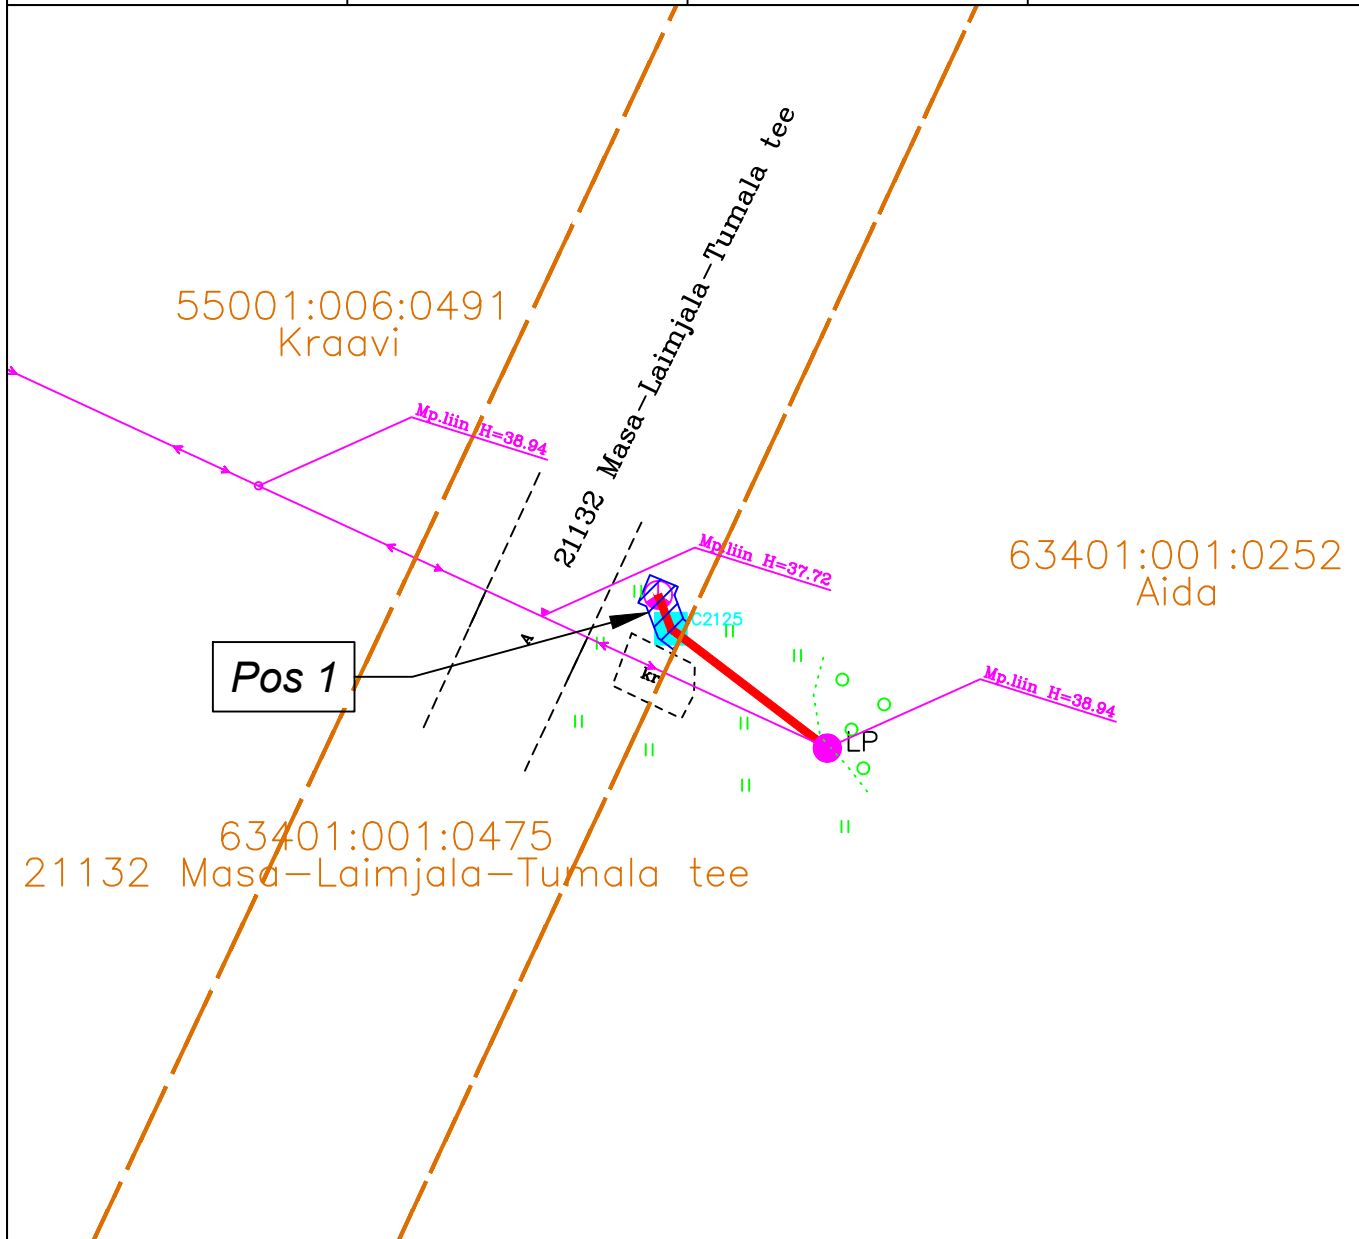 21132 Masa-Laimjala-Tumala tee
55001:006:0491
Kraavi
Mp.liin H=38.94
Mp.liin H=37.72
63401:001:0252
Aida
C2125
A
Pos 1
Kr
Mp.liin H=38.94
LP
63401:001:0475
21132 Masa-Laimjala-Tumala tee